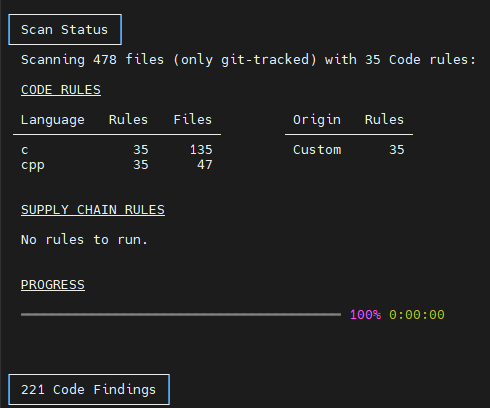 Scan Status
Scanning 478 files (only git-tracked) with 35 Code rules:
CODE RULES
Language Rules Files Origin Rules
c 35 135 Custom 35
cpp 35 47
SUPPLY CHAIN RULES
No rules to run.
PROGRESS
100% 0:00:00
221 Code Findings